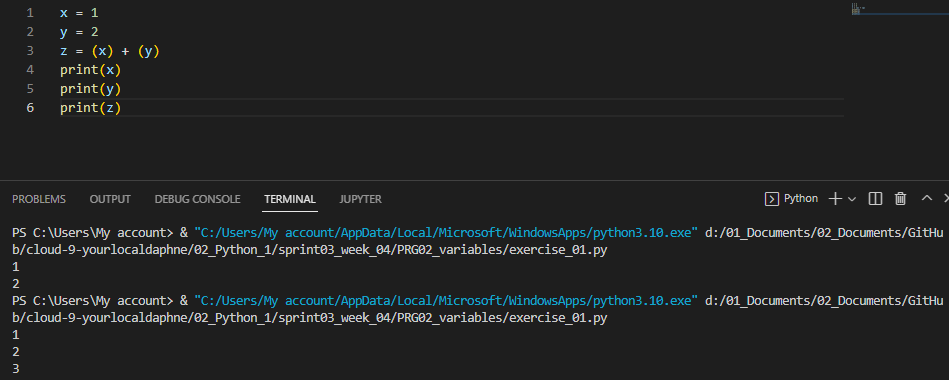 1 x = 1
2 y = 2
3 z = (x) + (y)
4 print(x)
5 print(y)
6 print(z)
PROBLEMS OUTPUT DEBUG CONSOLE TERMINAL JUPYTER Python
PS C:\Users\My account> & "C:/Users/My account/AppData/Local/Microsoft/WindowsApps/python3.10.exe" d:/01_Documents/02_Documents/GitHu
b/cloud-9-yourlocaldaphne/02_Python_1/sprint03_week_04/PRG02_variables/exercise_01.py
1
2
PS C:\Users\My account> & "C:/Users/My account/AppData/Local/Microsoft/WindowsApps/python3.10.exe" d:/01_Documents/02_Documents/GitHu
b/cloud-9-yourlocaldaphne/02_Python_1/sprint03_week_04/PRG02_variables/exercise_01.py
1
2
3